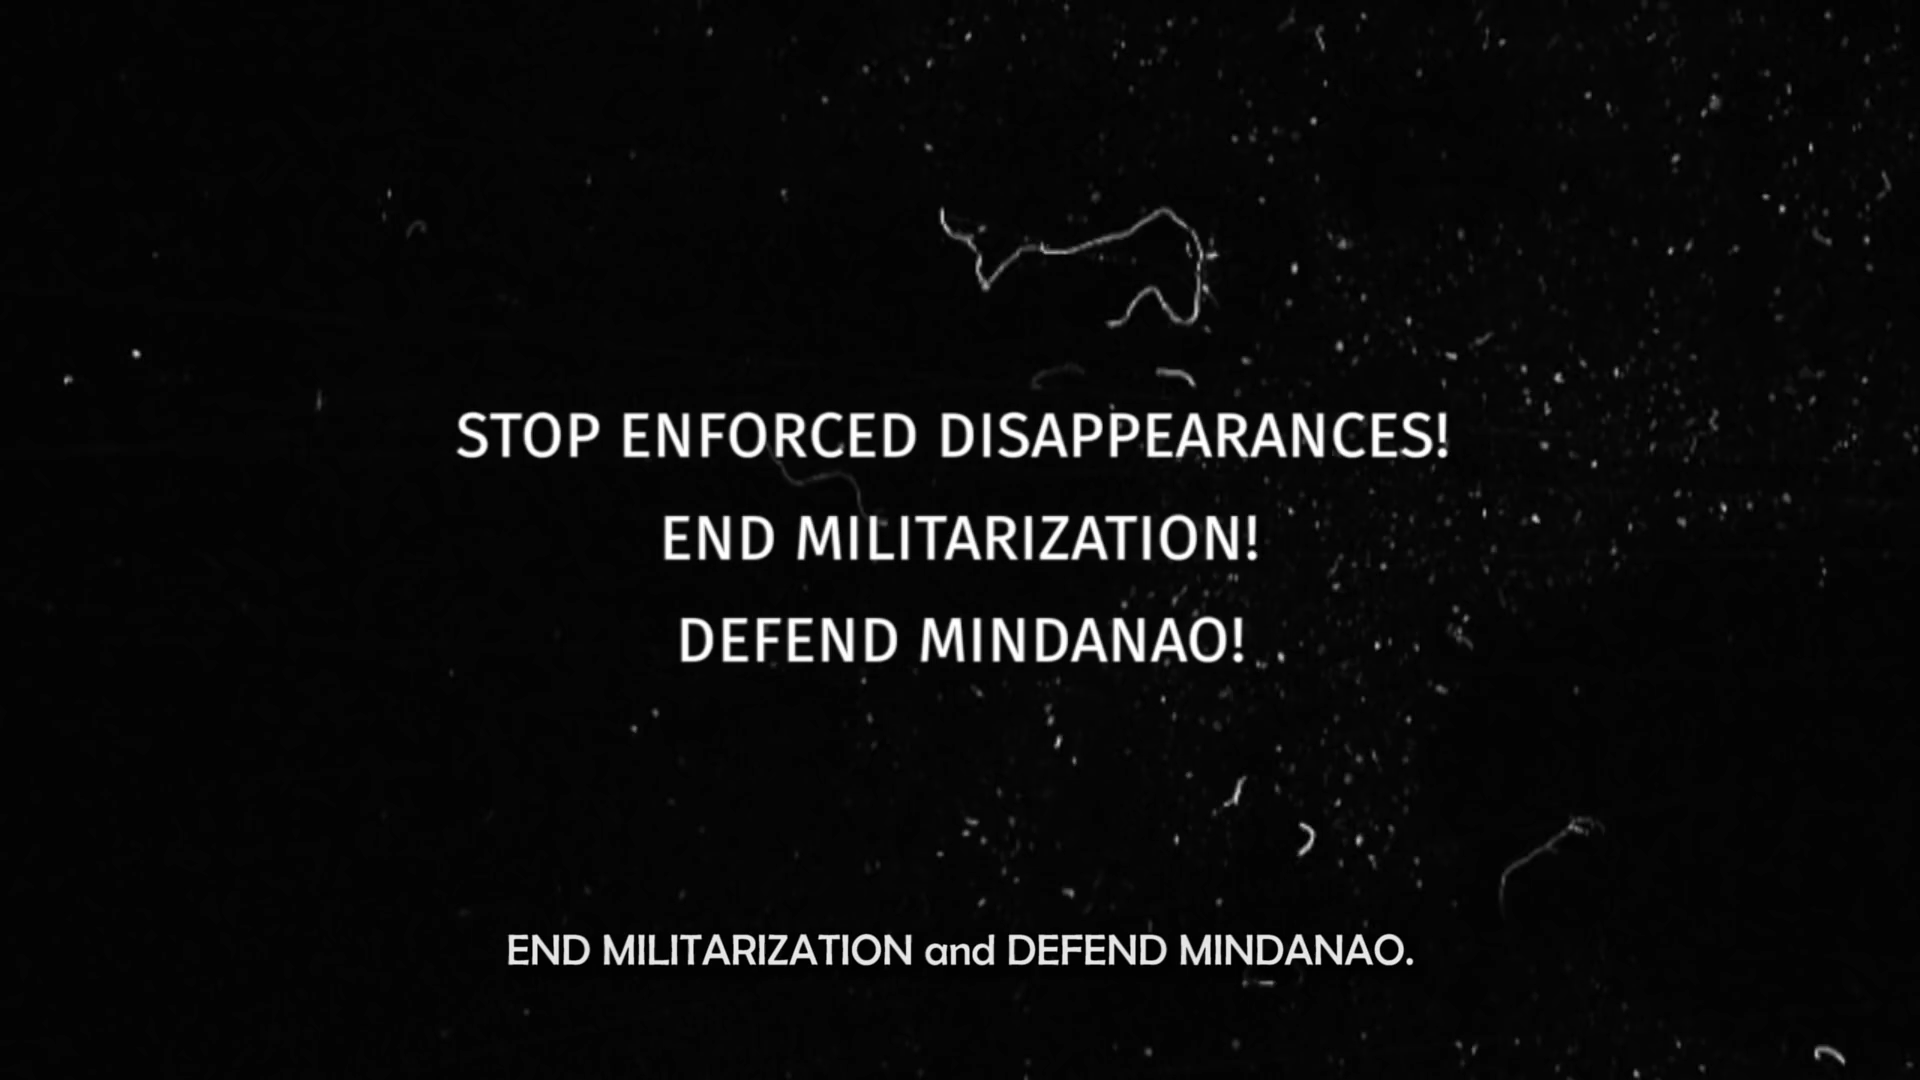 STOP ENFORCED DISAPPEARANCES!
END MILITARIZATION!
DEFEND MINDANAO!
END MILITARIZATION and DEFEND MINDANAO.